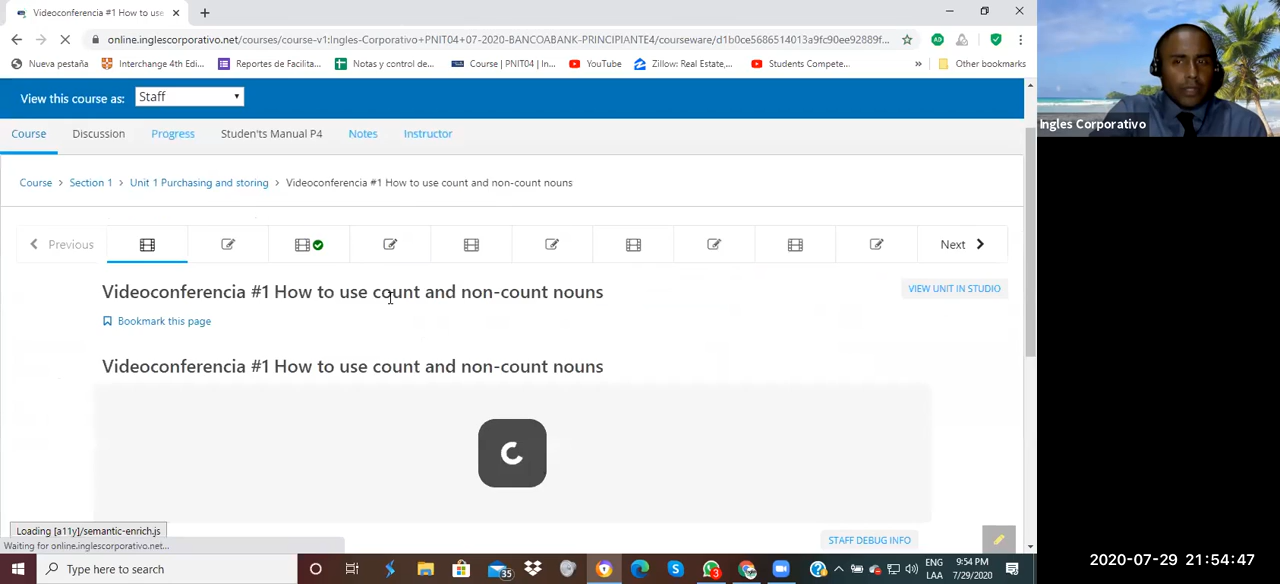 Videoconferencia #1 How to use
online.inglescorporativo.net/courses/course-v1:Ingles-Corporativo+PNIT04+07-2020-BANCOABANK-PRINCIPIANTE4/courseware/d1b0ce5686514013a9fc90ee92889f...
Nueva pestaña Interchange 4th Edi... Reportes de Facilita... Notas y control de... Course | PNIT04 | In... YouTube Zillow: Real Estate,... Students Compete... » Other bookmarks
View this course as: Staff
Ingles Corporativo
Course Discussion Progress Studen'ts Manual P4 Notes Instructor
Course > Section 1 > Unit 1 Purchasing and storing > Videoconferencia #1 How to use count and non-count nouns
Previous Next
Videoconferencia #1 How to use count and non-count nouns
VIEW UNIT IN STUDIO
Bookmark this page
Videoconferencia #1 How to use count and non-count nouns
Loading [a11y]/semantic-enrich.js
STAFF DEBUG INFO
Waiting for online.inglescorporativo.net...
Type here to search
35
3
ENG
LAA
9:54 PM
7/29/2020
2020-07-29 21:54:47